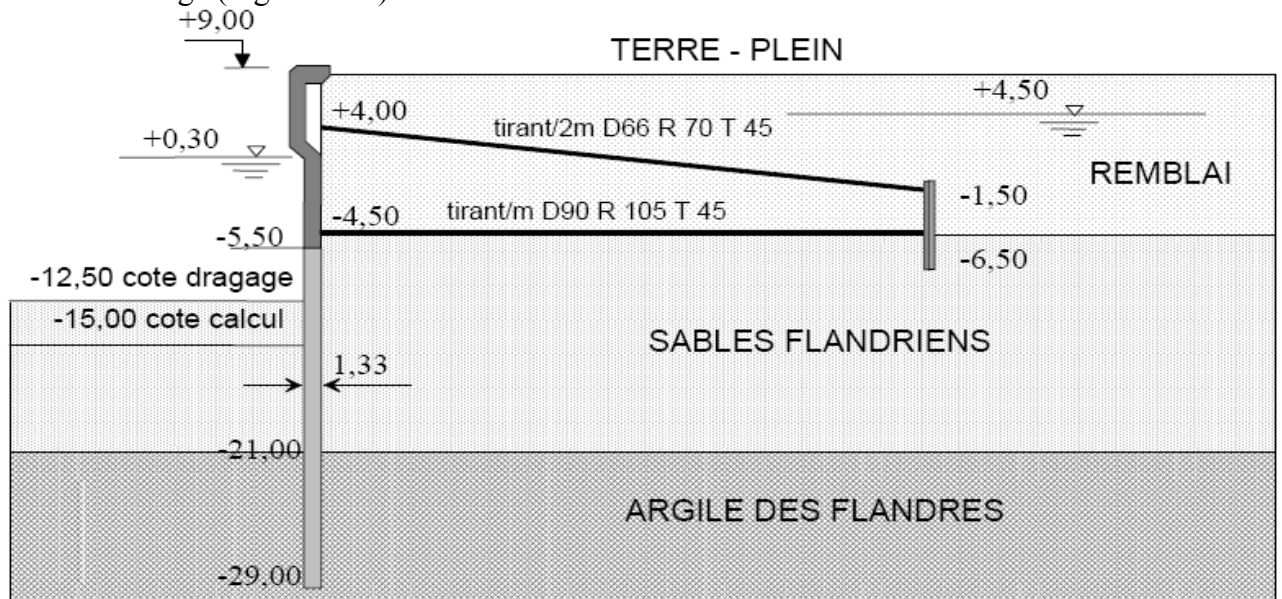 +9,00
TERRE - PLEIN
+4,50
+4,00
tirant/2m D66 R 70 T 45
+0,30
REMBLAI
-1,50
tirant/m D90 R 105 T 45
-4,50
-5,50
-6,50
-12,50 cote dragage
-15,00 cote calcul
SABLES FLANDRIENS
1,33
-21,00
ARGILE DES FLANDRES
-29,00